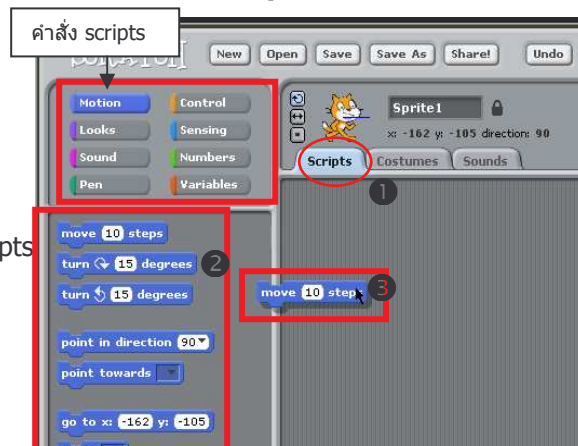 คำสั่ง scripts
New Open Save Save As Share! Undo
Motion Control
Looks Sensing
Sound Numbers
Pen Variables
Sprite1
x: -162 y: -105 direction: 90
Scripts Costumes Sounds
1
move 10 steps
pts
turn 15 degrees 2
turn 15 degrees
move 10 steps 3
point in direction 90
point towards
go to x: -162 y: -105